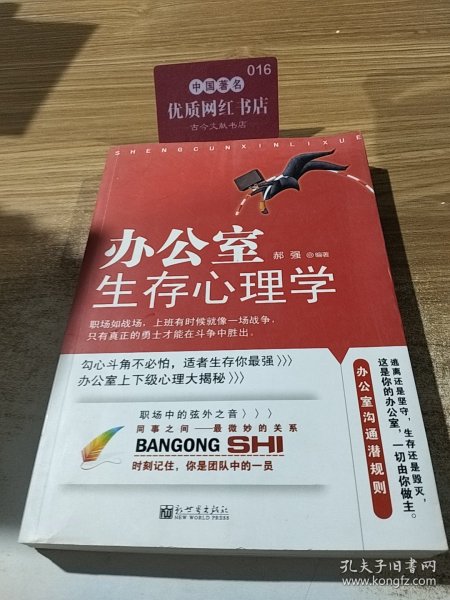 016
中国著名
优质网红书店
古今文献书店
SHENGCUNXINLIXUE
办公室
郝强 ◎编著
生存心理学
职场如战场，上班有时候就像一场战争，
只有真正的勇士才能在斗争中胜出。
勾心斗角不必怕，适者生存你最强〉〉〉
办公室上下级心理大揭秘〉〉〉
逃离还是坚守，生存还是毁灭，
这是你的办公室，一切由你做主。
办公室沟通潜规则
职场中的弦外之音〉〉〉〉
同事之间——最微妙的关系
BANGONG SHI
时刻记住，你是团队中的一员
新世界出版社
NEW WORLD PRESS
孔夫子旧书网
www.kongfz.com